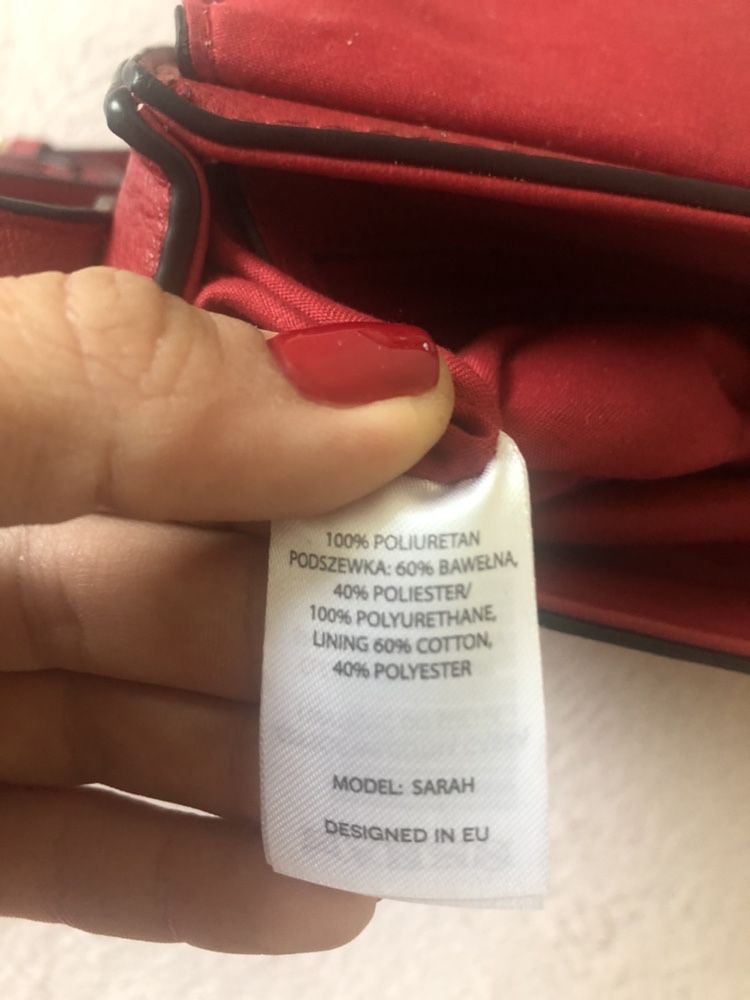 100% POLIURETAN
PODSZEWKA: 60% BAWEŁNA,
40% POLIESTER/
100% POLYURETHANE,
LINING 60% COTTON,
40% POLYESTER
MODEL: SARAH
DESIGNED IN EU